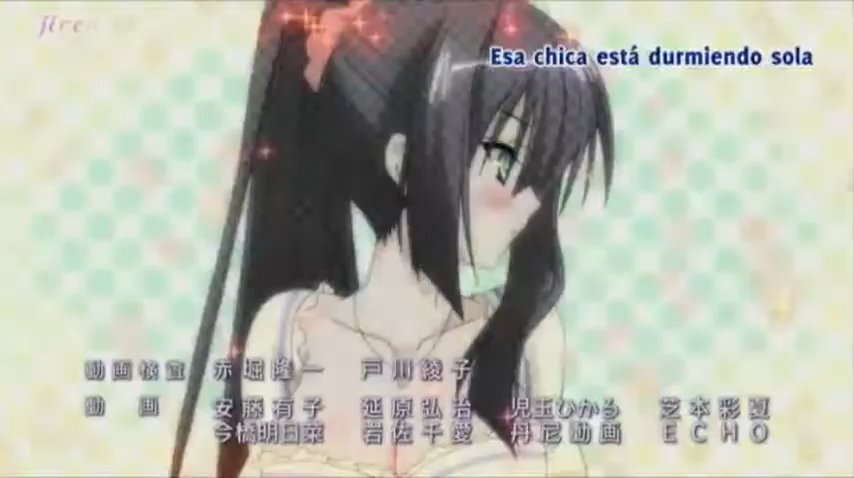 jire
Esa chica está durmiendo sola
動画検査 赤堀隆一 戸川綾子
動画 安藤有子 延原弘治 児玉ひかる 芝本彩夏
今橋明日菜 岩佐千愛 丹尼動画 ECHO